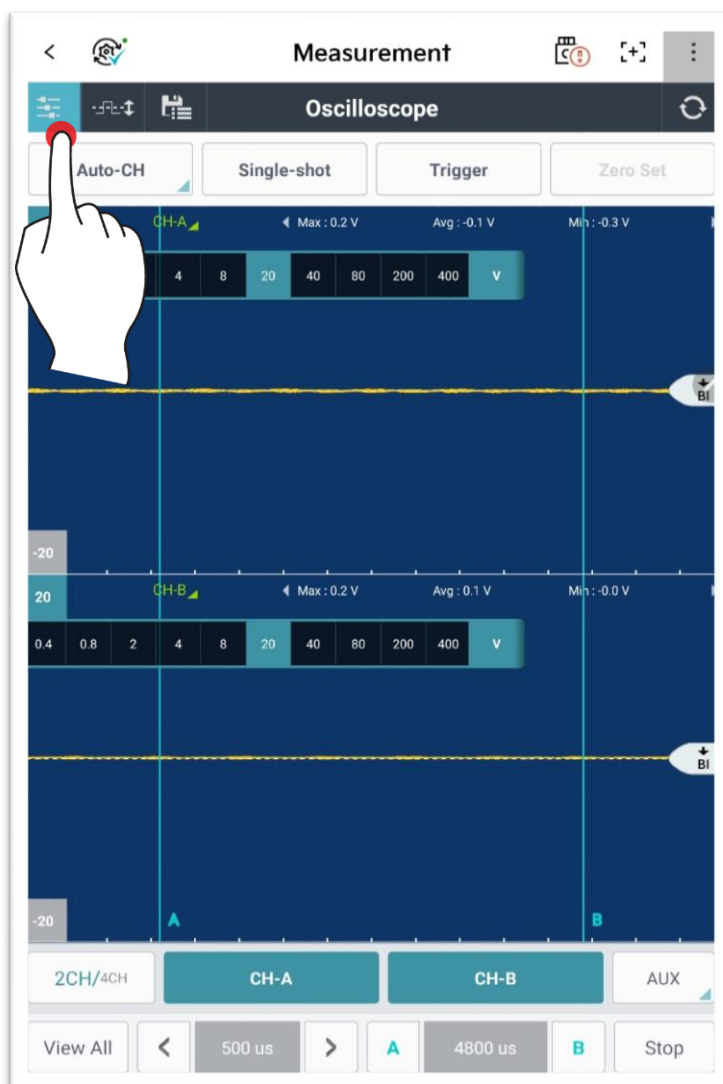 Measurement
Oscilloscope
Auto-CH
Single-shot
Trigger
Zero Set
CH-A
Max : 0.2 V
Avg : -0.1 V
Min : -0.3 V
4 8 20 40 80 200 400 V
BI
-20
20
CH-B
Max : 0.2 V
Avg : 0.1 V
Min : -0.0 V
0.4 0.8 2 4 8 20 40 80 200 400 V
BI
-20
A
B
2CH/4CH
CH-A
CH-B
AUX
View All
<
500 us
>
A
4800 us
B
Stop